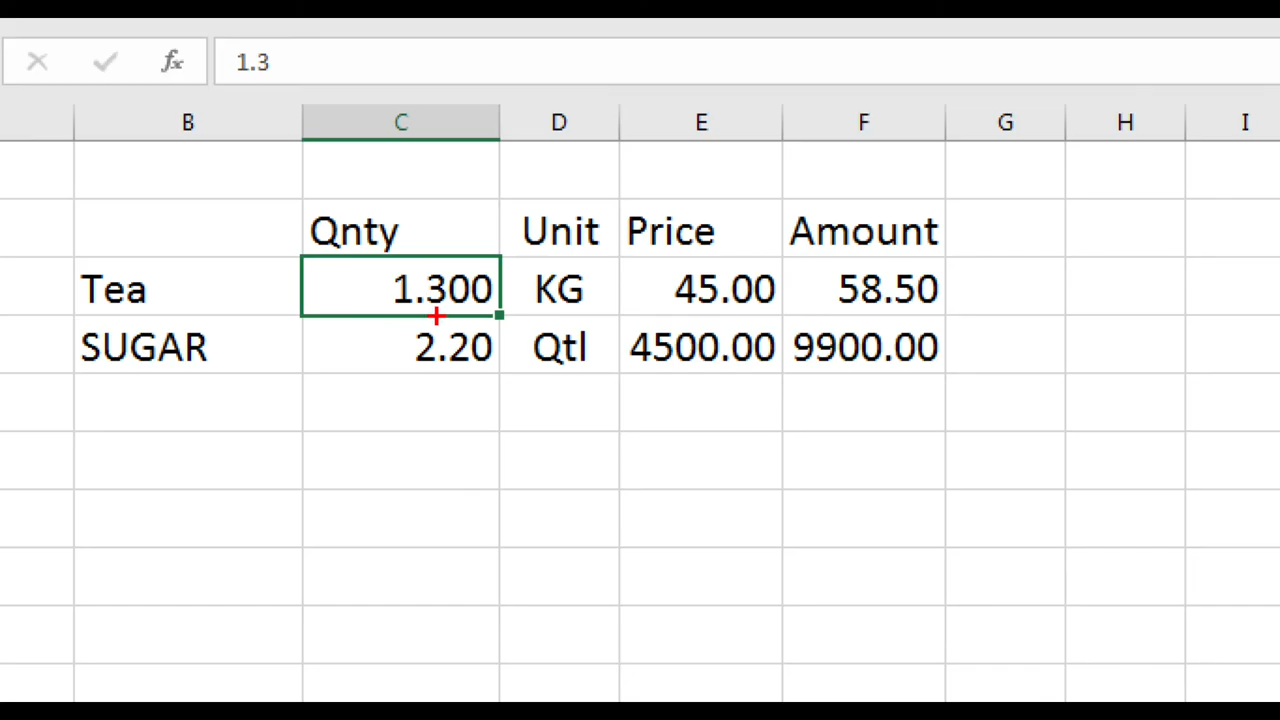 fx 1.3
B C D E F G H I
Qnty Unit Price Amount
Tea 1.300 KG 45.00 58.50
SUGAR 2.20 Qtl 4500.00 9900.00